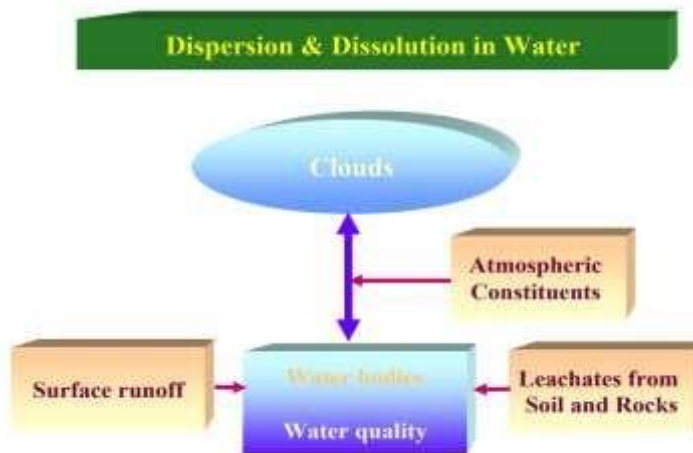 Dispersion & Dissolution in Water
Clouds
Atmospheric
Constituents
Surface runoff
Water bodies
Water quality
Leachates from
Soil and Rocks